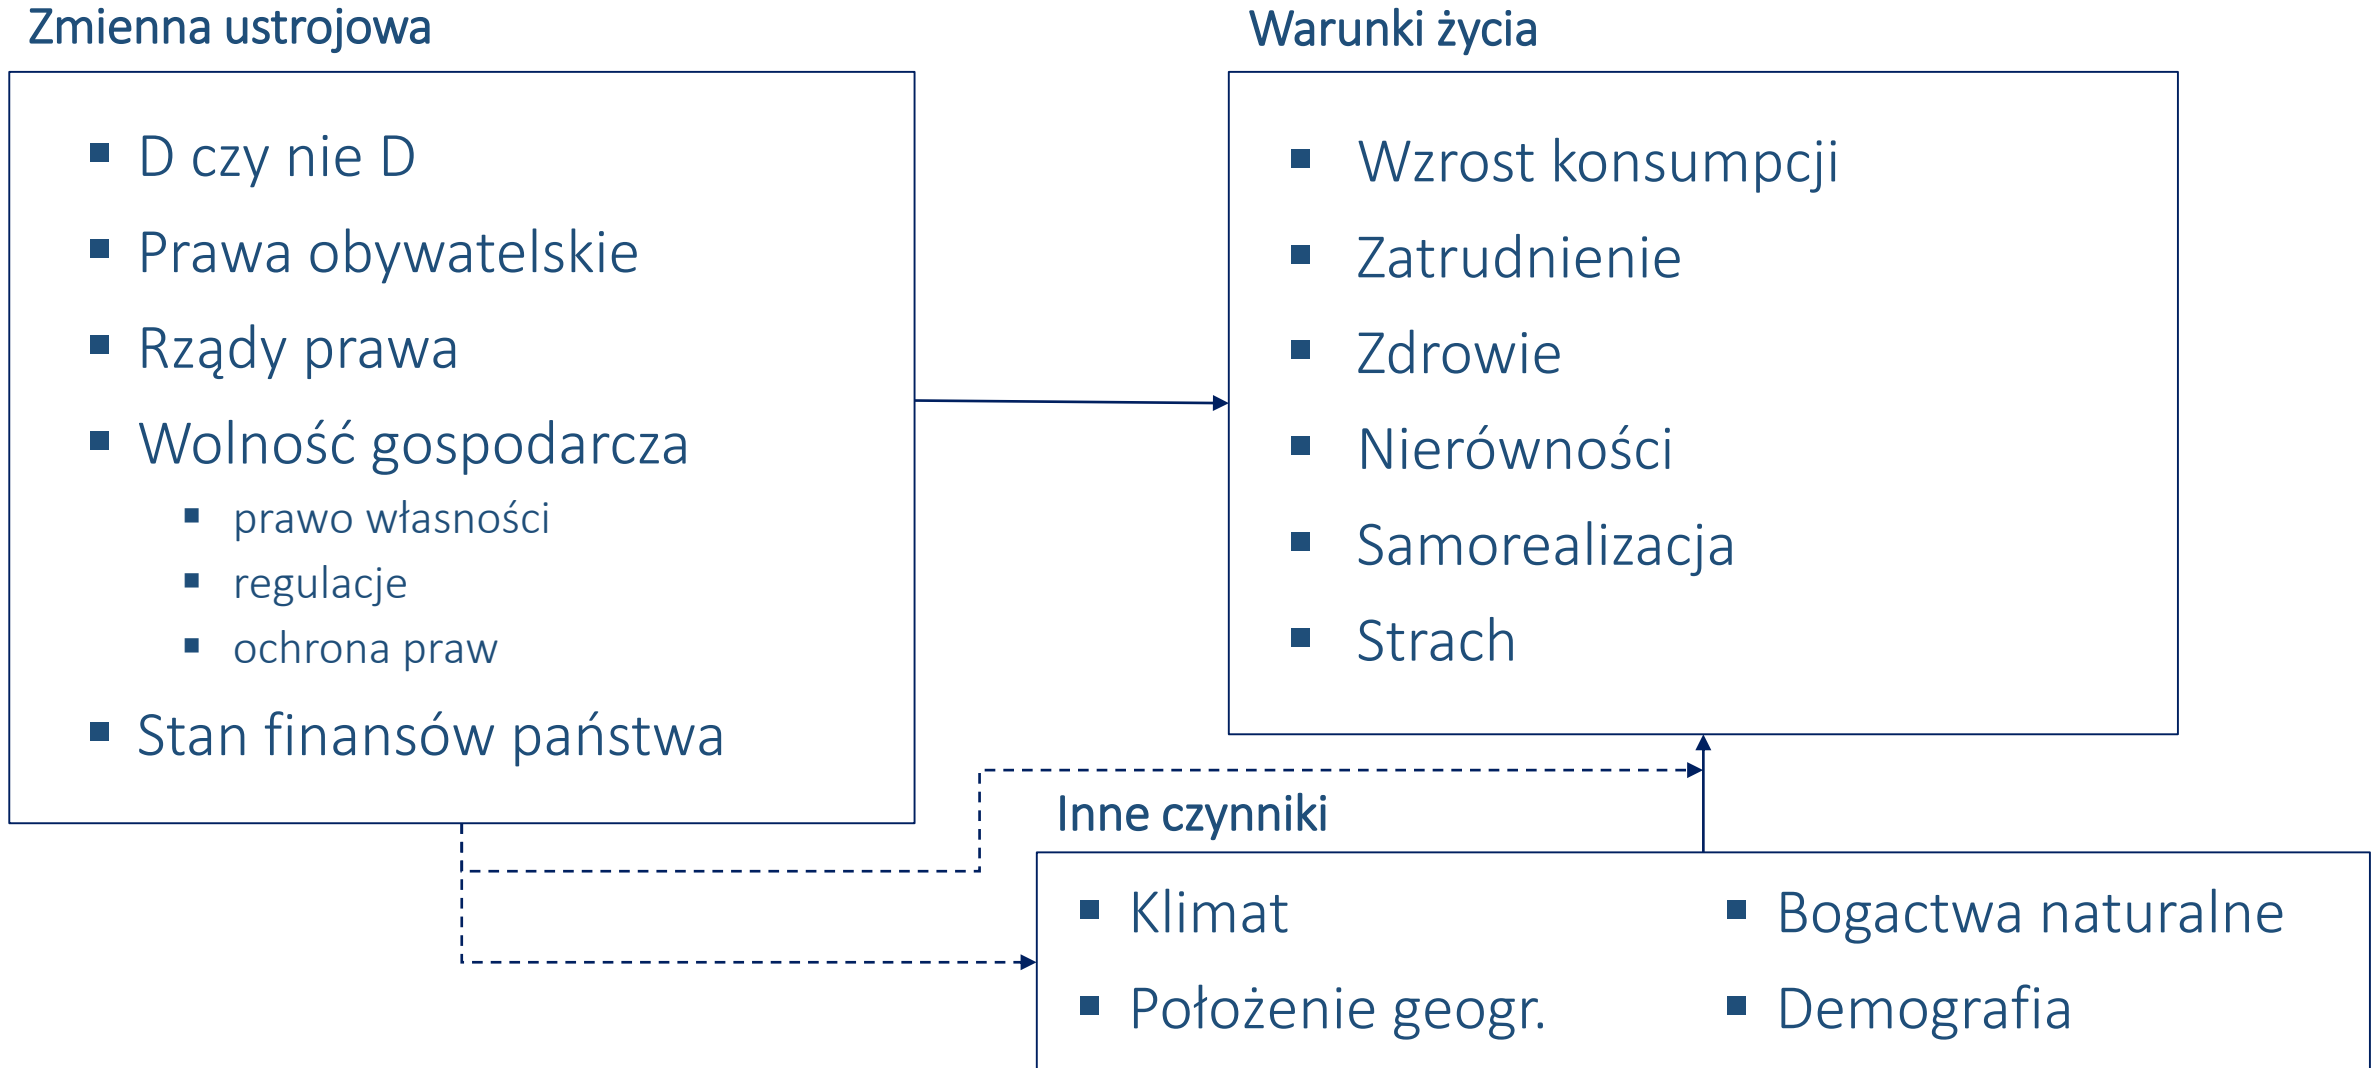 Zmienna ustrojowa
D czy nie D
Prawa obywatelskie
Rządy prawa
Wolność gospodarcza
prawo własności
regulacje
ochrona praw
Stan finansów państwa
Warunki życia
Wzrost konsumpcji
Zatrudnienie
Zdrowie
Nierówności
Samorealizacja
Strach
Inne czynniki
Klimat
Położenie geogr.
Bogactwa naturalne
Demografia